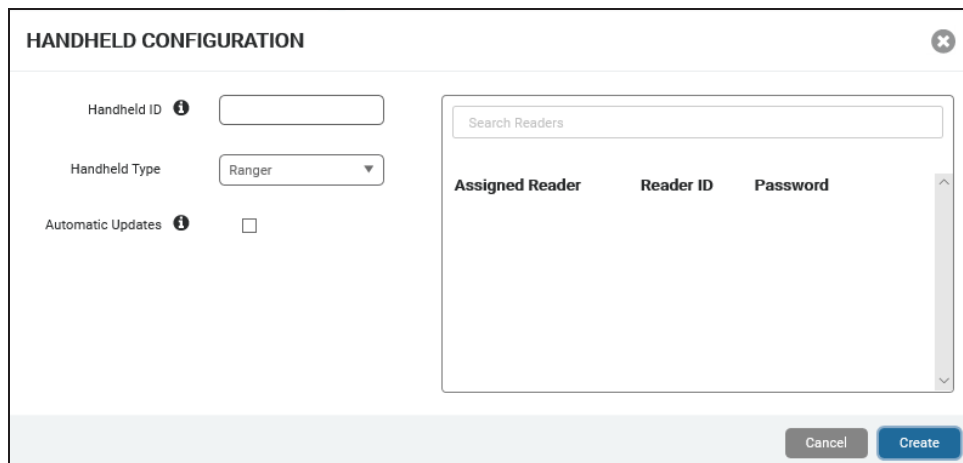 HANDHELD CONFIGURATION
Handheld ID
Handheld Type
Ranger
Automatic Updates
Search Readers
Assigned Reader Reader ID Password
Cancel Create